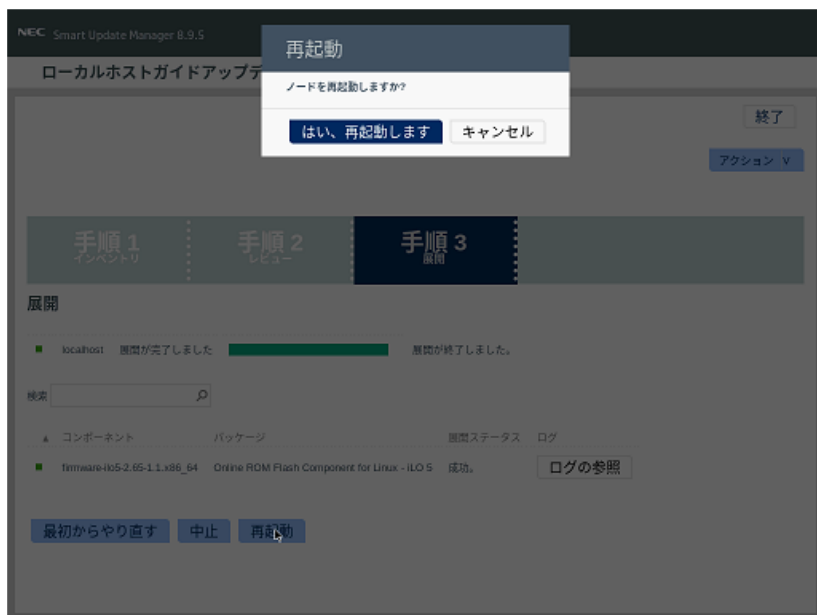 NEC Smart Update Manager 8.9.5
再起動
ローカルホストガイドアップデ
ノードを再起動しますか?
はい、再起動します キャンセル
終了
アクション ∨
手順 1 手順 2 手順 3
インベントリ レビュー 展開
展開
localhost 展開が完了しました 展開が終了しました。
検索
▲ コンポーネント パッケージ 展開ステータス ログ
firmware-ilo5-2.65-1.1.x86_64 Online ROM Flash Component for Linux - iLO 5 成功。 ログの参照
最初からやり直す 中止 再起動